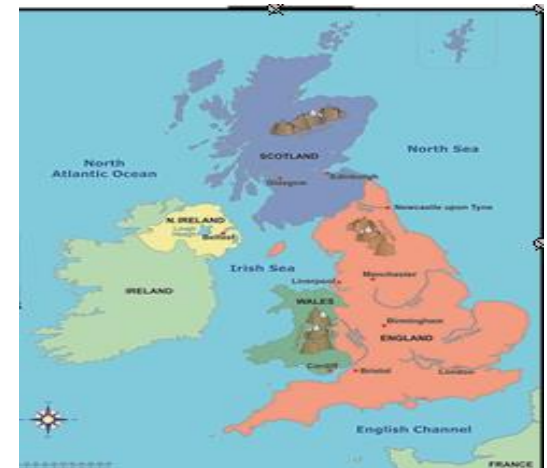 North Sea
North
Atlantic Ocean
SCOTLAND
Glasgow
Edinburgh
Newcastle upon Tyne
N. IRELAND
Belfast
Irish Sea
IRELAND
Liverpool
Manchester
WALES
Birmingham
ENGLAND
Cardiff
Bristol
London
English Channel
FRANCE